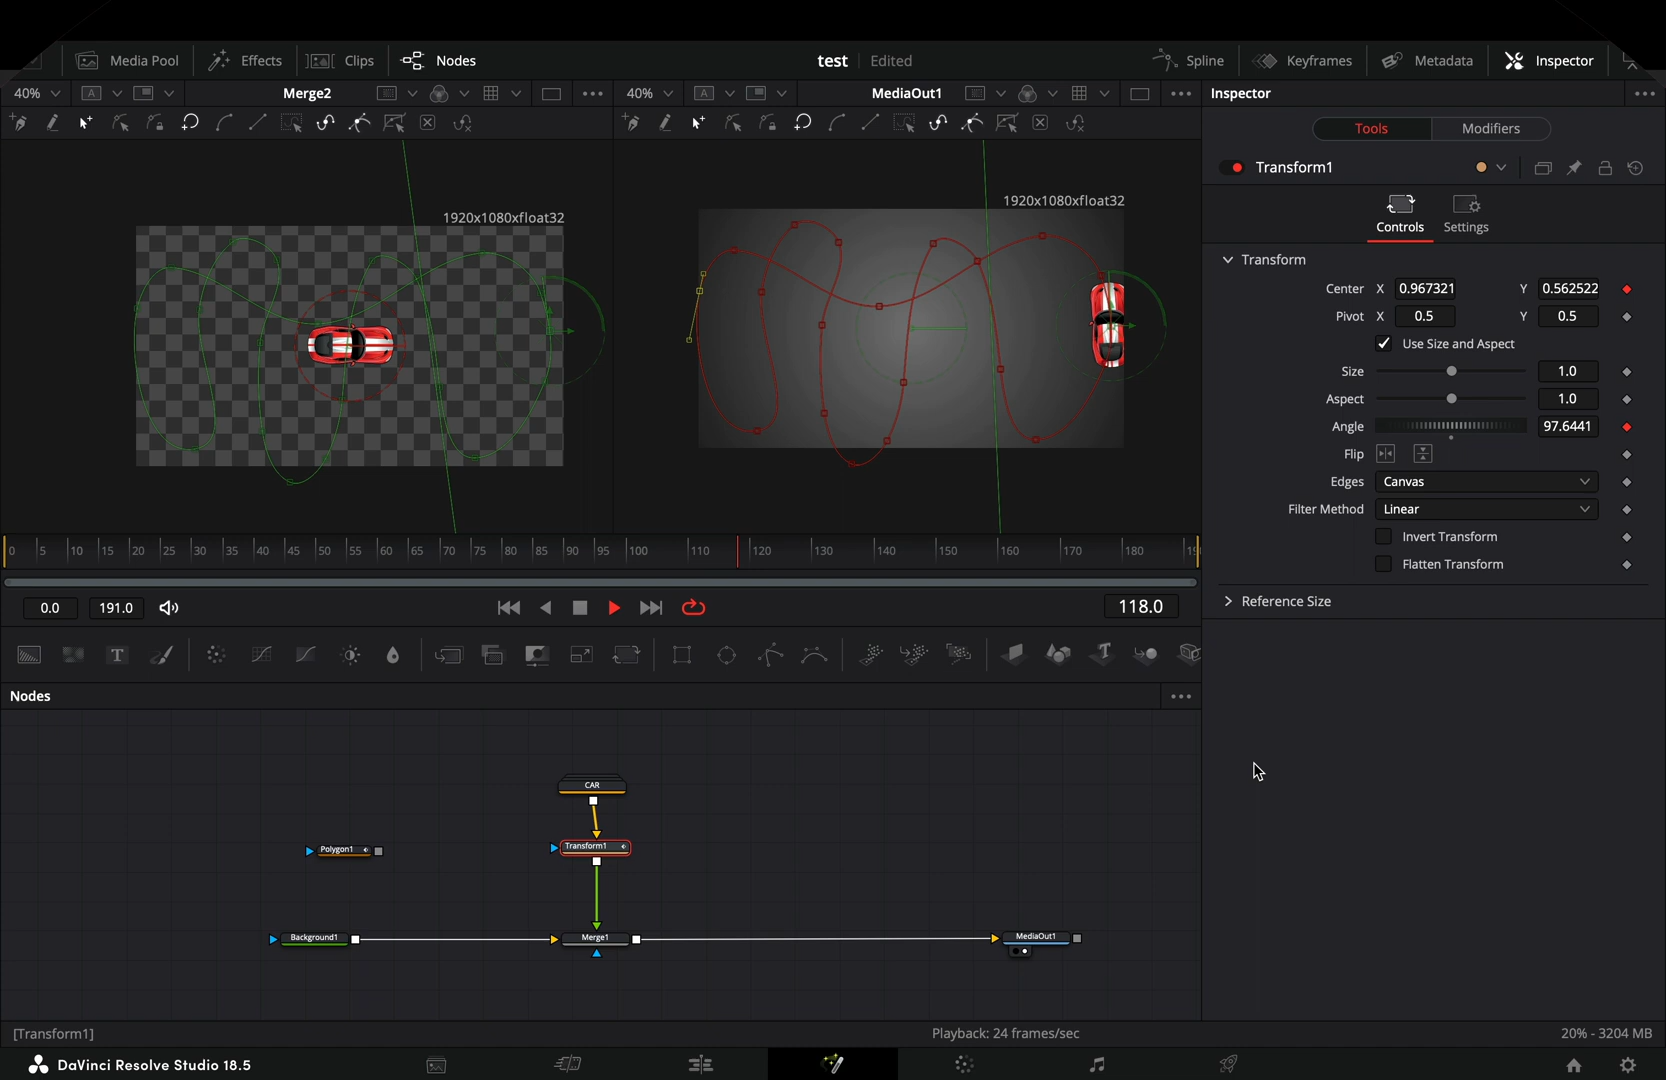 Media Pool
Effects
Clips
Nodes
test
Edited
Spline
Keyframes
Metadata
Inspector
40%
A
Merge2
40%
A
MediaOut1
Inspector
Tools
Modifiers
Transform1
Controls
Settings
1920x1080xfloat32
1920x1080xfloat32
Transform
Center X 0.967321 Y 0.562522
Pivot X 0.5 Y 0.5
Use Size and Aspect
Size 1.0
Aspect 1.0
Angle 97.6441
Flip
Edges Canvas
Filter Method Linear
Invert Transform
Flatten Transform
Reference Size
0 5 10 15 20 25 30 35 40 45 50 55 60 65 70 75 80 85 90 95 100 110 120 130 140 150 160 170 180
0.0 191.0
118.0
T
Nodes
CAR
Polygon1
Transform1
Background1
Merge1
MediaOut1
[Transform1]
Playback: 24 frames/sec
20% - 3204 MB
DaVinci Resolve Studio 18.5